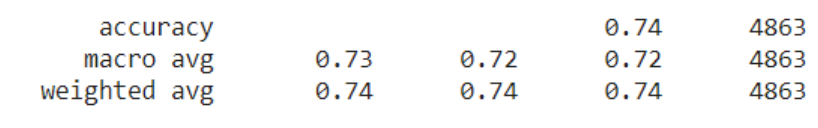 accuracy 0.74 4863
macro avg 0.73 0.72 0.72 4863
weighted avg 0.74 0.74 0.74 4863